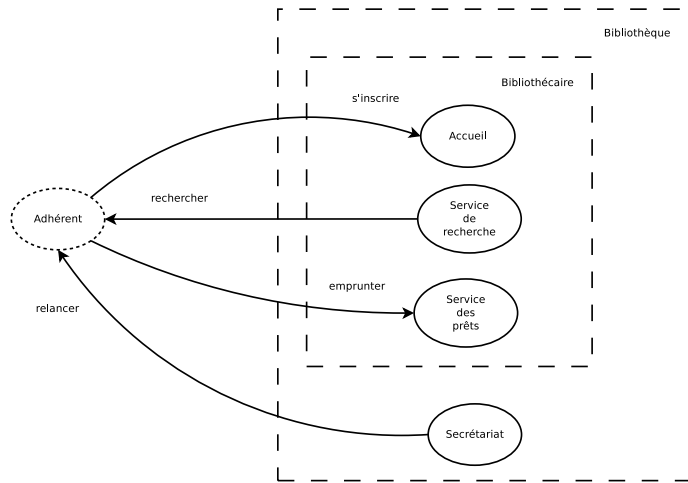 Bibliothèque
Bibliothécaire
s'inscrire
Accueil
rechercher
Service
de
recherche
Adhérent
emprunter
Service
des
prêts
relancer
Secrétariat